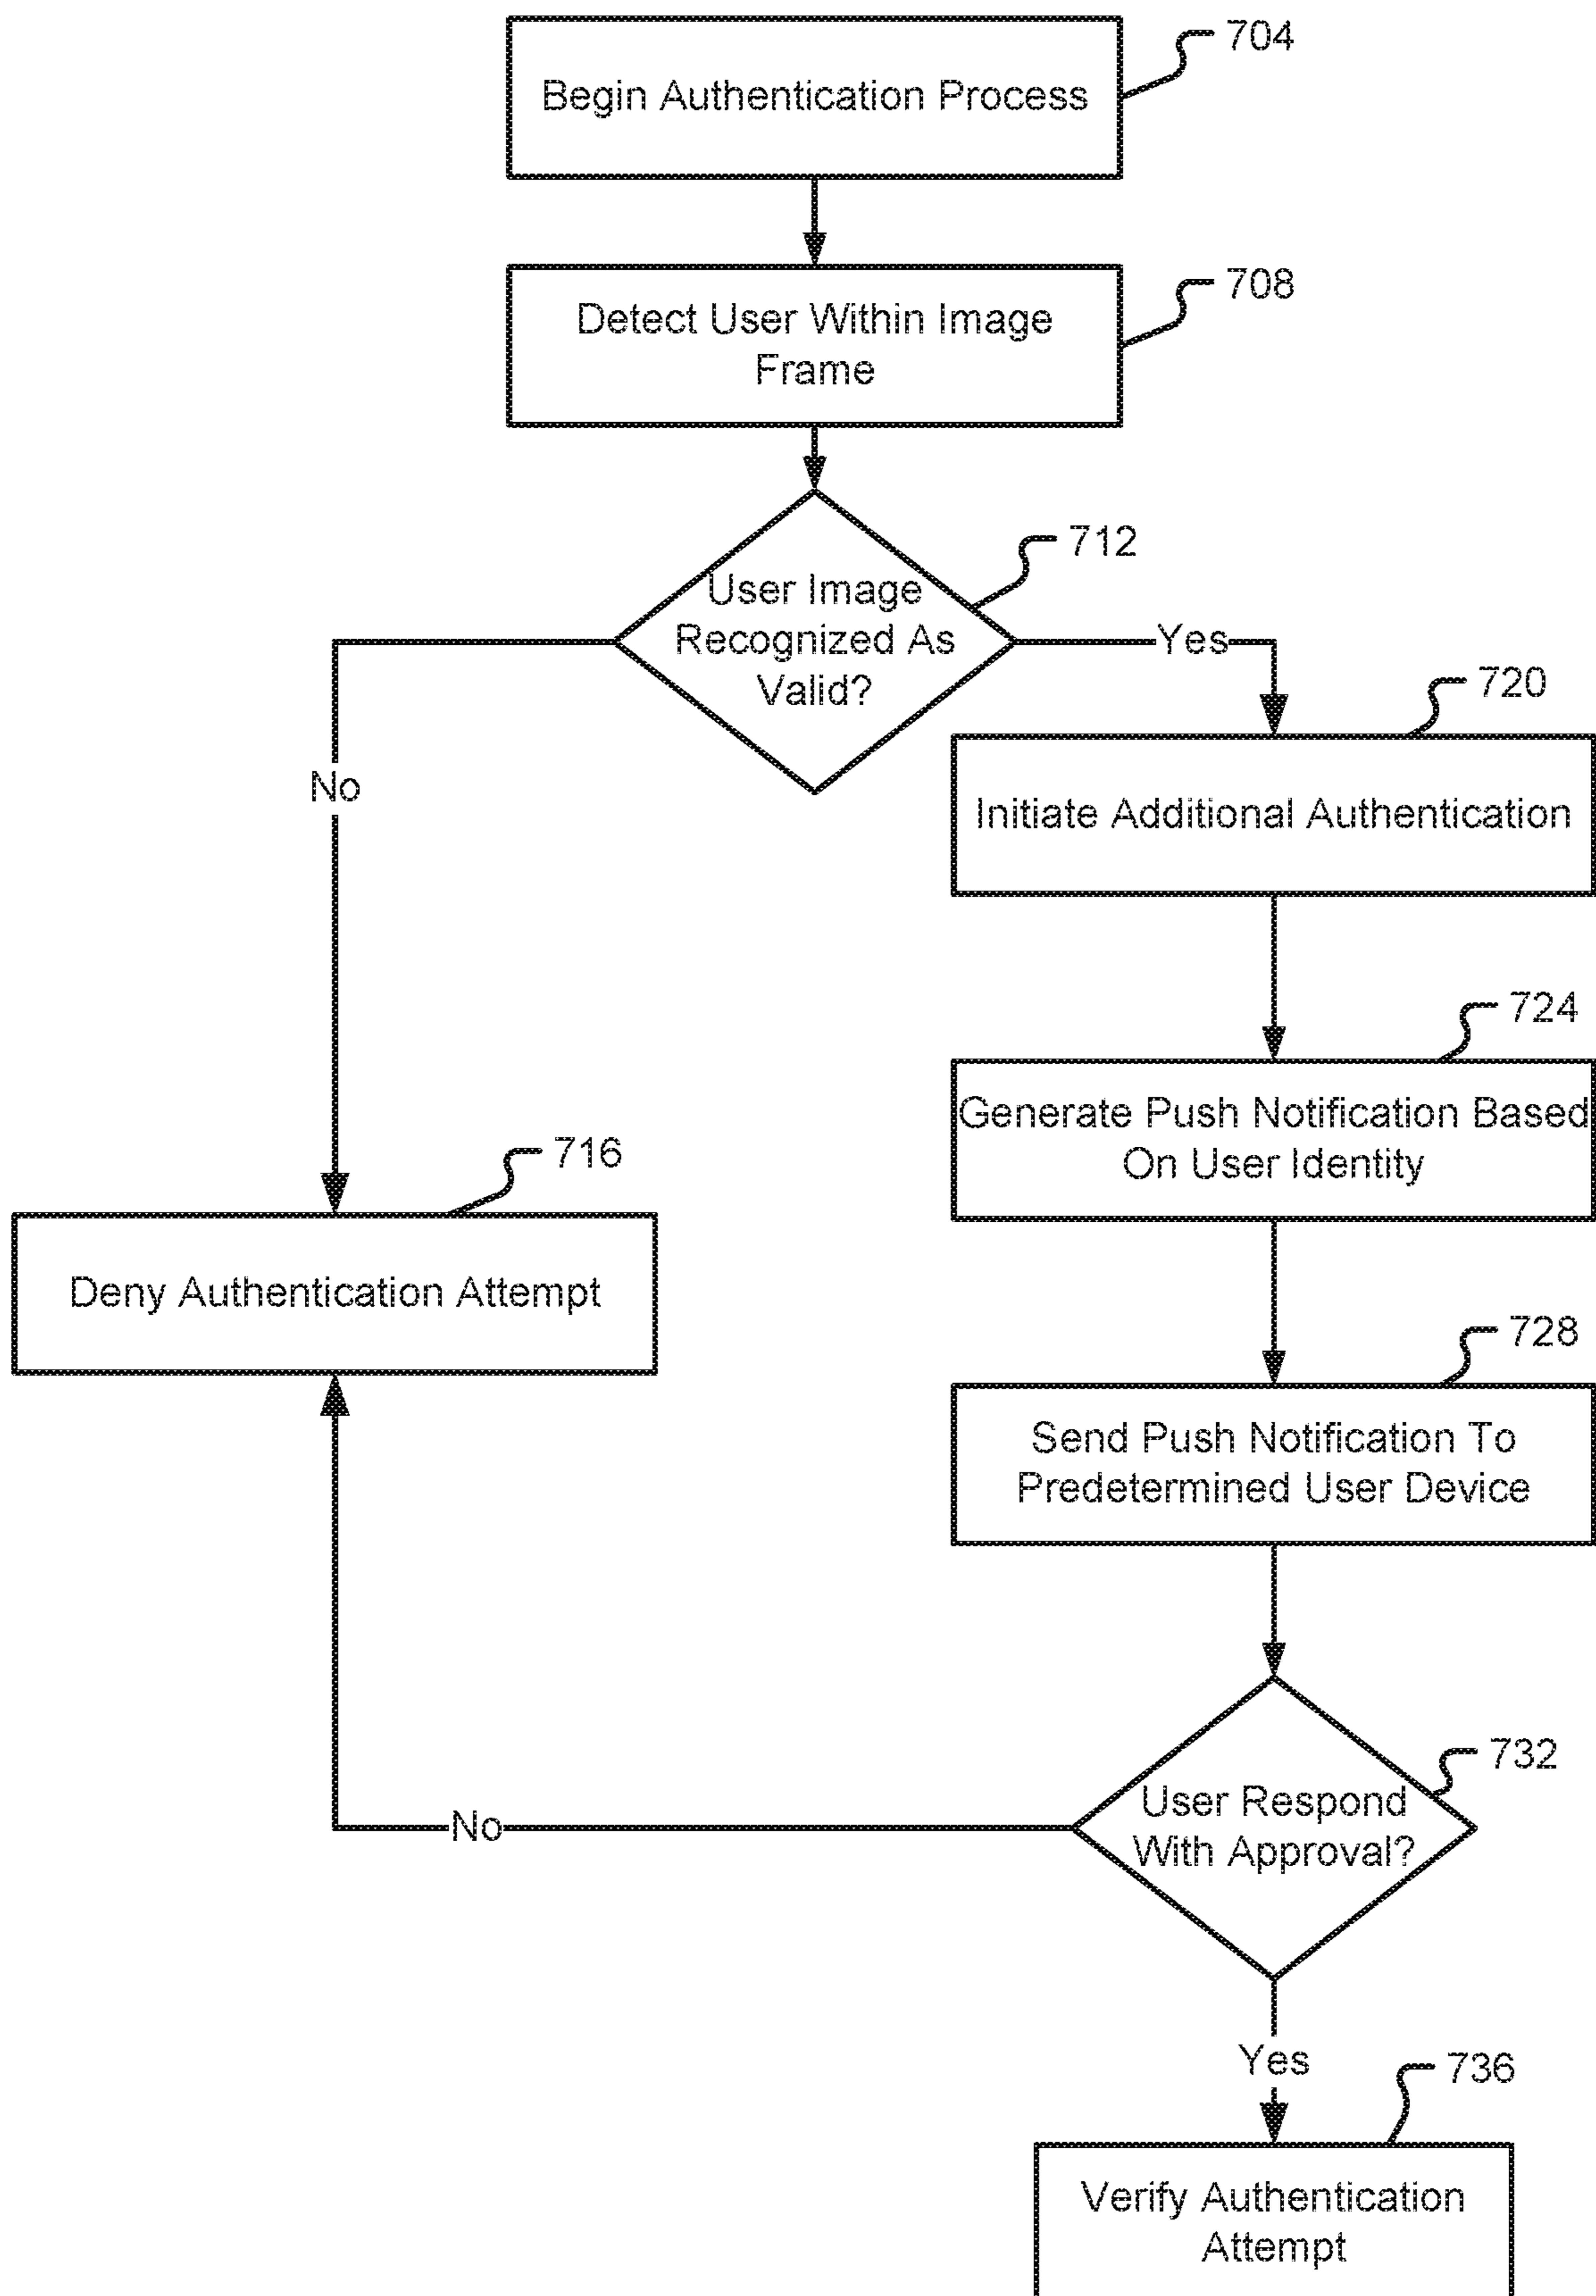 704
Begin Authentication Process
708
Detect User Within Image
Frame
712
User Image
Recognized As
Valid?
Yes
720
No
Initiate Additional Authentication
724
Generate Push Notification Based
On User Identity
716
Deny Authentication Attempt
728
Send Push Notification To
Predetermined User Device
732
User Respond
With Approval?
No
Yes
736
Verify Authentication
Attempt